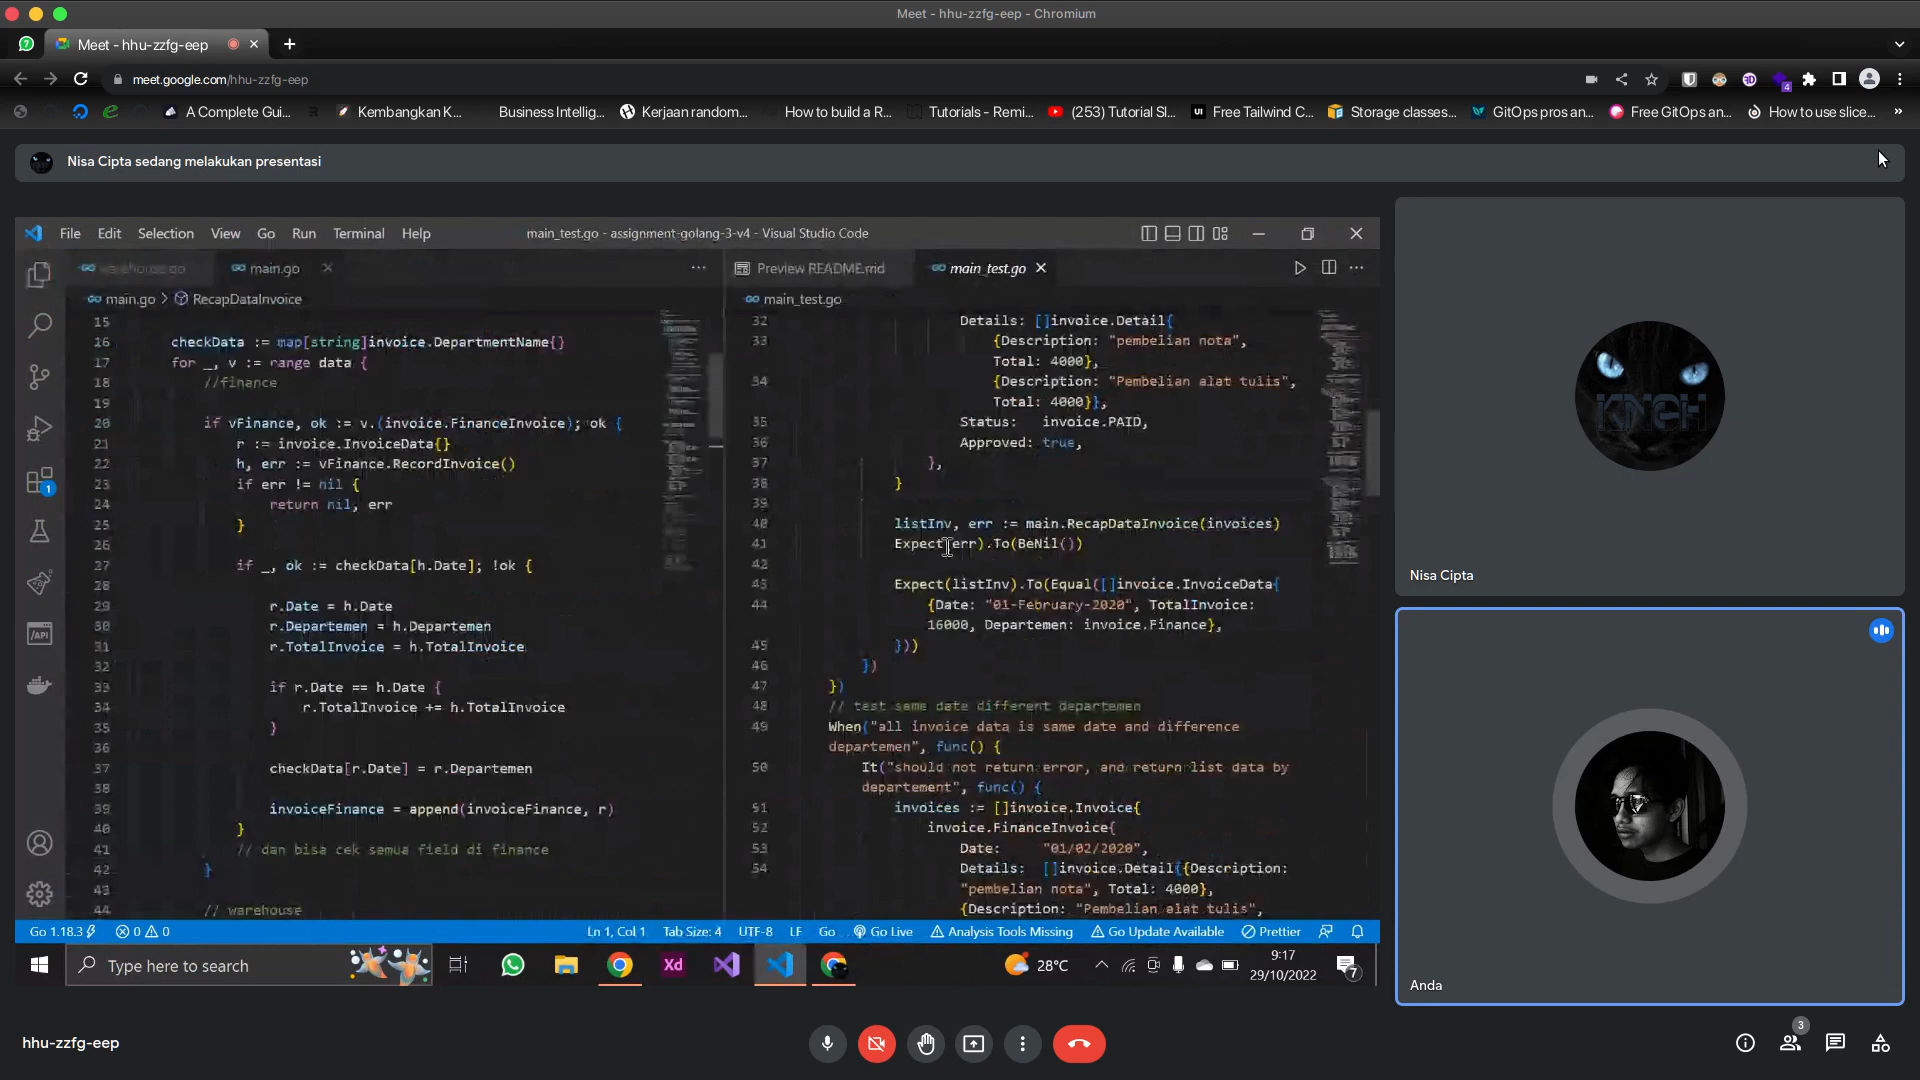 Meet - hhu-zzfg-eep - Chromium
Meet - hhu-zzfg-eep
meet.google.com/hhu-zzfg-eep
4
A Complete Gui...
Kembangkan K...
Business Intellig...
Kerjaan random...
How to build a R...
Tutorials - Remi...
(253) Tutorial Sl...
UI Free Tailwind C...
Storage classes...
GitOps pros an...
Free GitOps an...
How to use slice...
»
Nisa Cipta sedang melakukan presentasi
File Edit Selection View Go Run Terminal Help
main_test.go - assignment-golang-3-v4 - Visual Studio Code
warehouse.go
main.go
main.go > RecapDataInvoice
15
16 checkData := map[string]invoice.DepartmentName{}
17 for _, v := range data {
18 //finance
19
20 if vFinance, ok := v.(invoice.FinanceInvoice); ok {
21 r := invoice.InvoiceData{}
22 h, err := vFinance.RecordInvoice()
23 if err != nil {
24 return nil, err
25 }
26
27 if _, ok := checkData[h.Date]; !ok {
28
29 r.Date = h.Date
30 r.Departemen = h.Departemen
31 r.TotalInvoice = h.TotalInvoice
32
33 if r.Date == h.Date {
34 r.TotalInvoice += h.TotalInvoice
35 }
36
37 checkData[r.Date] = r.Departemen
38
39 invoiceFinance = append(invoiceFinance, r)
40 }
41 // dan bisa cek semua field di finance
42 }
43
44 // warehouse
Preview README.md
main_test.go
main_test.go
32 Details: []invoice.Detail{
33 {Description: "pembelian nota",
Total: 4000},
34 {Description: "Pembelian alat tulis",
Total: 4000}},
35 Status: invoice.PAID,
36 Approved: true,
37 },
38 }
39
40 listInv, err := main.RecapDataInvoice(invoices)
41 Expect(err).To(BeNil())
42
43 Expect(listInv).To(Equal([]invoice.InvoiceData{
44 {Date: "01-February-2020", TotalInvoice:
16000, Departemen: invoice.Finance},
45 }))
46 })
47 })
48 // test same date different departemen
49 When("all invoice data is same date and difference
departemen", func() {
50 It("should not return error, and return list data by
departement", func() {
51 invoices := []invoice.Invoice{
52 invoice.FinanceInvoice{
53 Date: "01/02/2020",
54 Details: []invoice.Detail{{Description:
"pembelian nota", Total: 4000},
{Description: "Pembelian alat tulis",
1
API
Go 1.18.3
0 0
Ln 1, Col 1
Tab Size: 4
UTF-8
LF
Go
Go Live
Analysis Tools Missing
Go Update Available
Prettier
Type here to search
Xd
28°C
9:17
29/10/2022
7
KNGH
Nisa Cipta
Anda
hhu-zzfg-eep
3